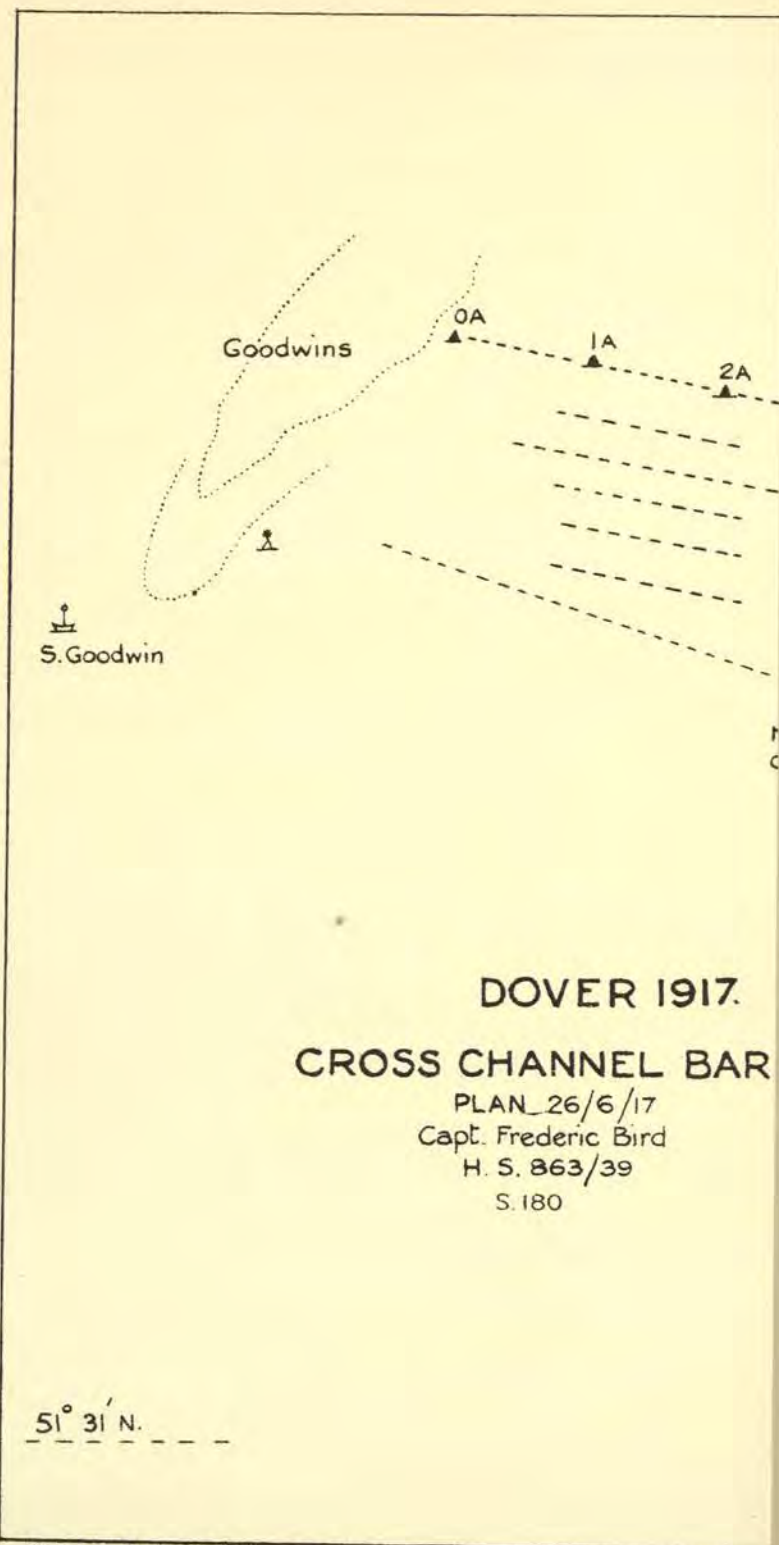 0A
1A
2A
Goodwins
S. Goodwin
DOVER 1917.
CROSS CHANNEL BAR
PLAN_26/6/17
Capt. Frederic Bird
H. S. 863/39
S. 180
51° 31' N.